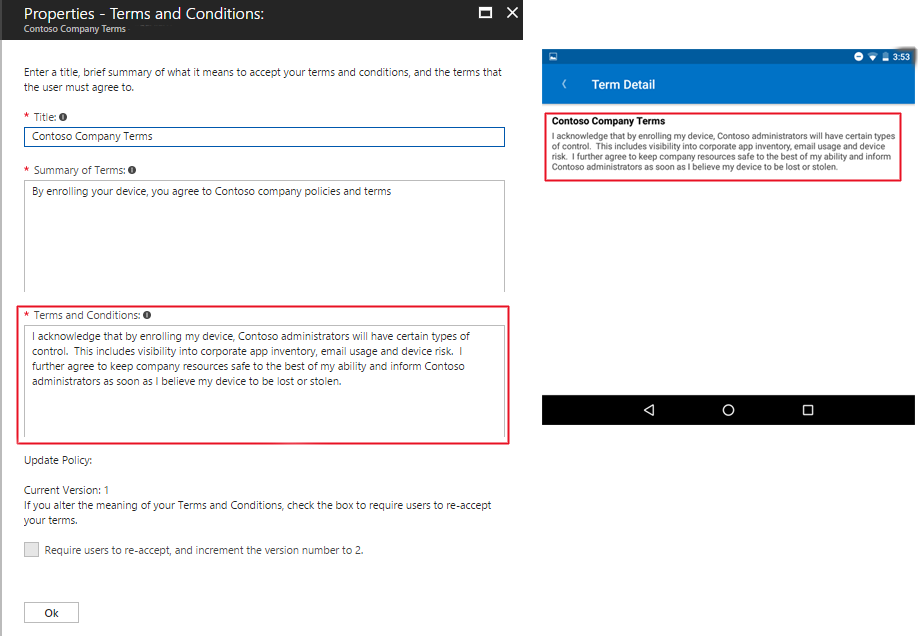 Properties - Terms and Conditions:
Contoso Company Terms
Enter a title, brief summary of what it means to accept your terms and conditions, and the terms that
the user must agree to.
* Title:
Contoso Company Terms
* Summary of Terms:
By enrolling your device, you agree to Contoso company policies and terms
* Terms and Conditions:
I acknowledge that by enrolling my device, Contoso administrators will have certain types of
control.  This includes visibility into corporate app inventory, email usage and device risk.  I
further agree to keep company resources safe to the best of my ability and inform Contoso
administrators as soon as I believe my device to be lost or stolen.
Update Policy:
Current Version: 1
If you alter the meaning of your Terms and Conditions, check the box to require users to re-accept
your terms.
Require users to re-accept, and increment the version number to 2.
Ok
3:53
Term Detail
Contoso Company Terms
I acknowledge that by enrolling my device, Contoso administrators will have certain types
of control.  This includes visibility into corporate app inventory, email usage and device
risk.  I further agree to keep company resources safe to the best of my ability and inform
Contoso administrators as soon as I believe my device to be lost or stolen.